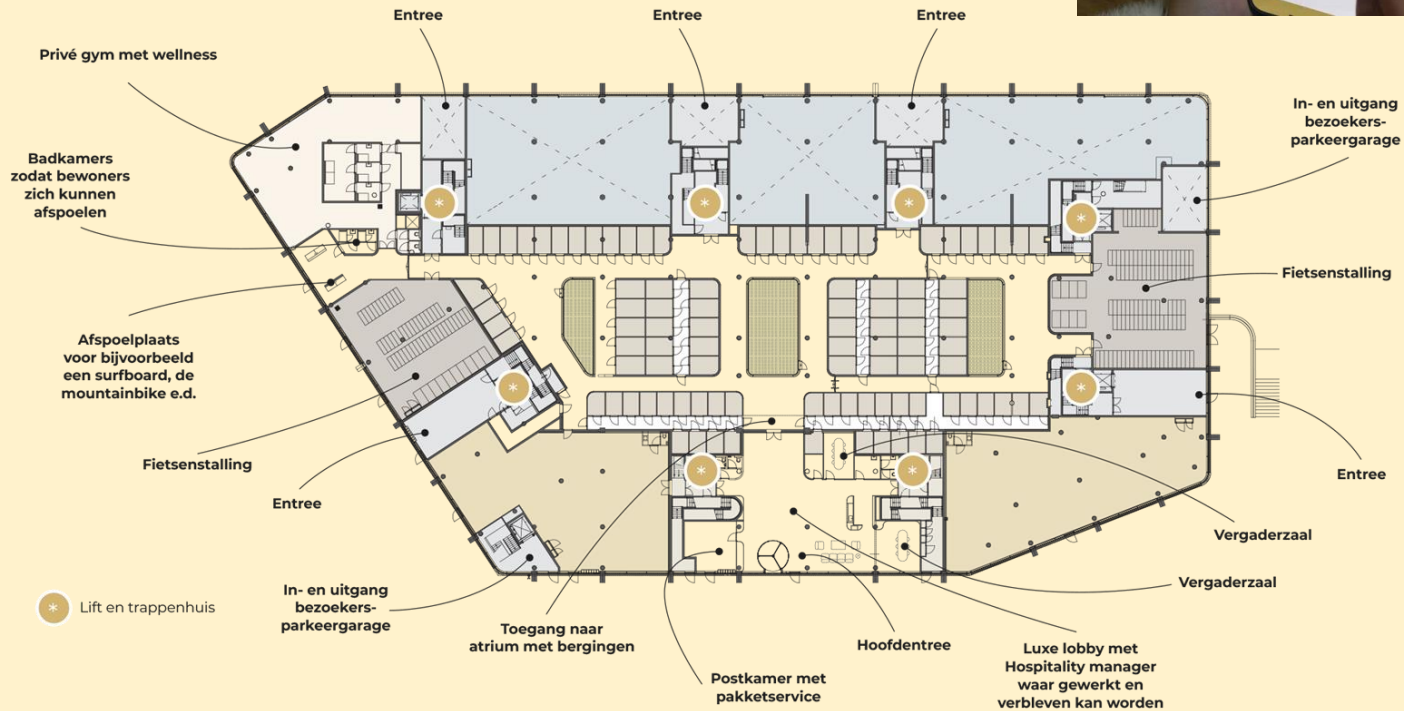 Entree
Entree
Entree
Privé gym met wellness
In- en uitgang
bezoekers-
parkeergarage
Badkamers
zodat bewoners
zich kunnen
afspoelen
Fietsenstalling
Afspoelplaats
voor bijvoorbeeld
een surfboard, de
mountainbike e.d.
Fietsenstalling
Entree
Entree
Vergaderzaal
Vergaderzaal
In- en uitgang
bezoekers-
parkeergarage
* Lift en trappenhuis
Toegang naar
atrium met bergingen
Hoofdentree
Luxe lobby met
Hospitality manager
waar gewerkt en
verbleven kan worden
Postkamer met
pakketservice